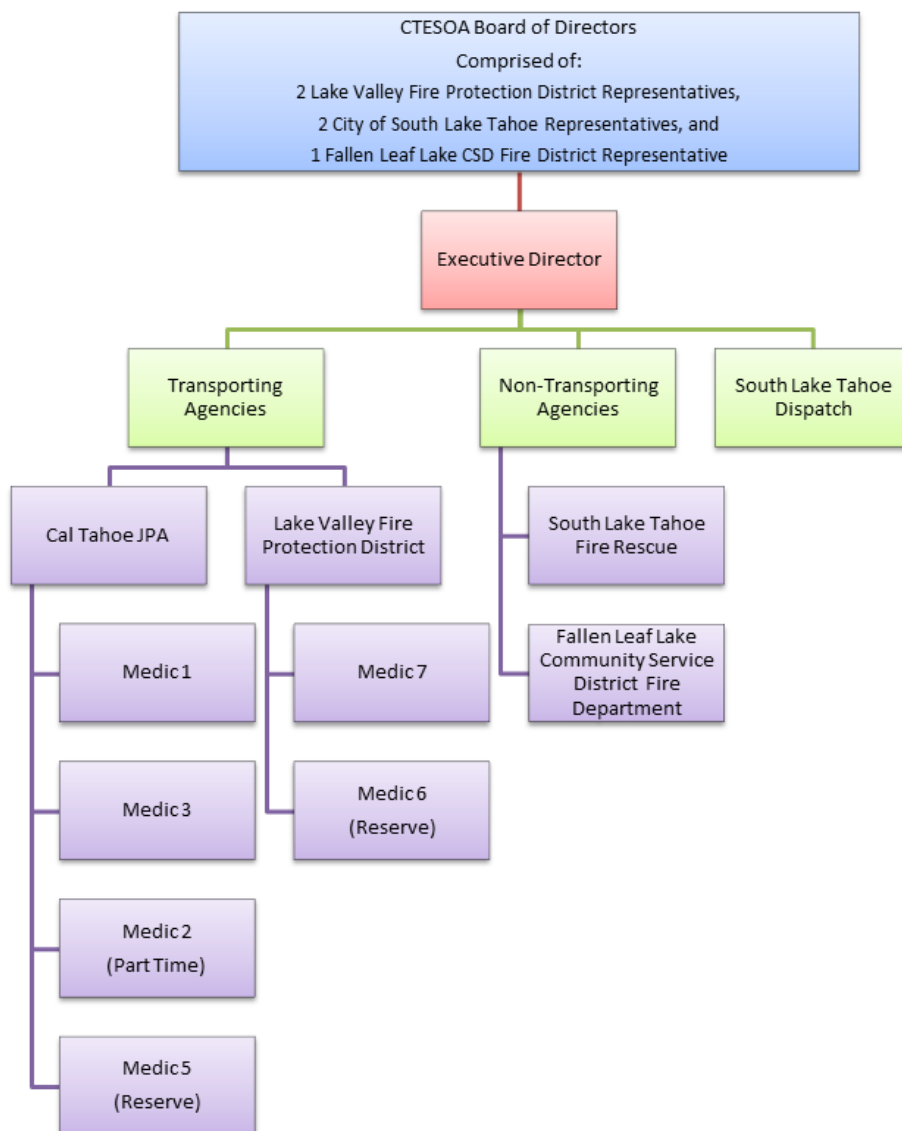 CTESOA Board of Directors
Comprised of:
2 Lake Valley Fire Protection District Representatives,
2 City of South Lake Tahoe Representatives, and
1 Fallen Leaf Lake CSD Fire District Representative
Executive Director
Transporting
Agencies
Non-Transporting
Agencies
South Lake Tahoe
Dispatch
Cal Tahoe JPA
Lake Valley Fire
Protection District
South Lake Tahoe
Fire Rescue
Medic 1
Medic 7
Fallen Leaf Lake
Community Service
District Fire
Department
Medic 3
Medic 6
(Reserve)
Medic 2
(Part Time)
Medic 5
(Reserve)